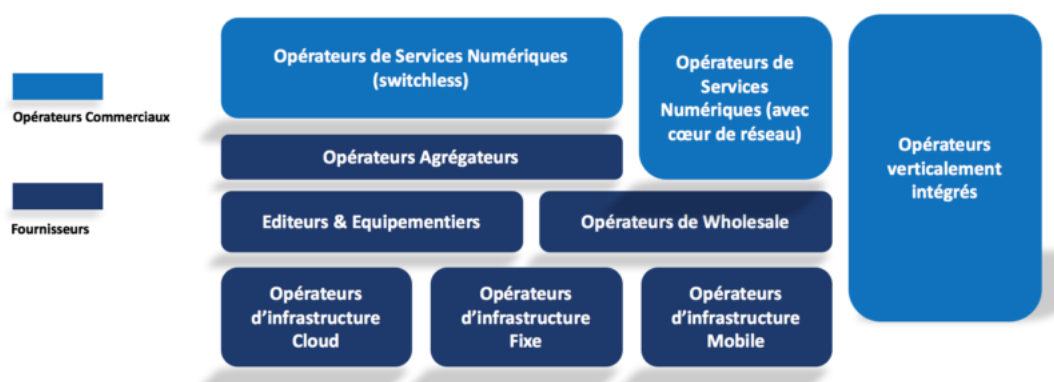 Opérateurs Commerciaux
Fournisseurs
Opérateurs de Services Numériques
(switchless)
Opérateurs de
Services
Numériques (avec
cœur de réseau)
Opérateurs
verticalement
intégrés
Opérateurs Agrégateurs
Editeurs & Equipementiers
Opérateurs de Wholesale
Opérateurs
d’infrastructure
Cloud
Opérateurs
d’infrastructure
Fixe
Opérateurs
d’infrastructure
Mobile